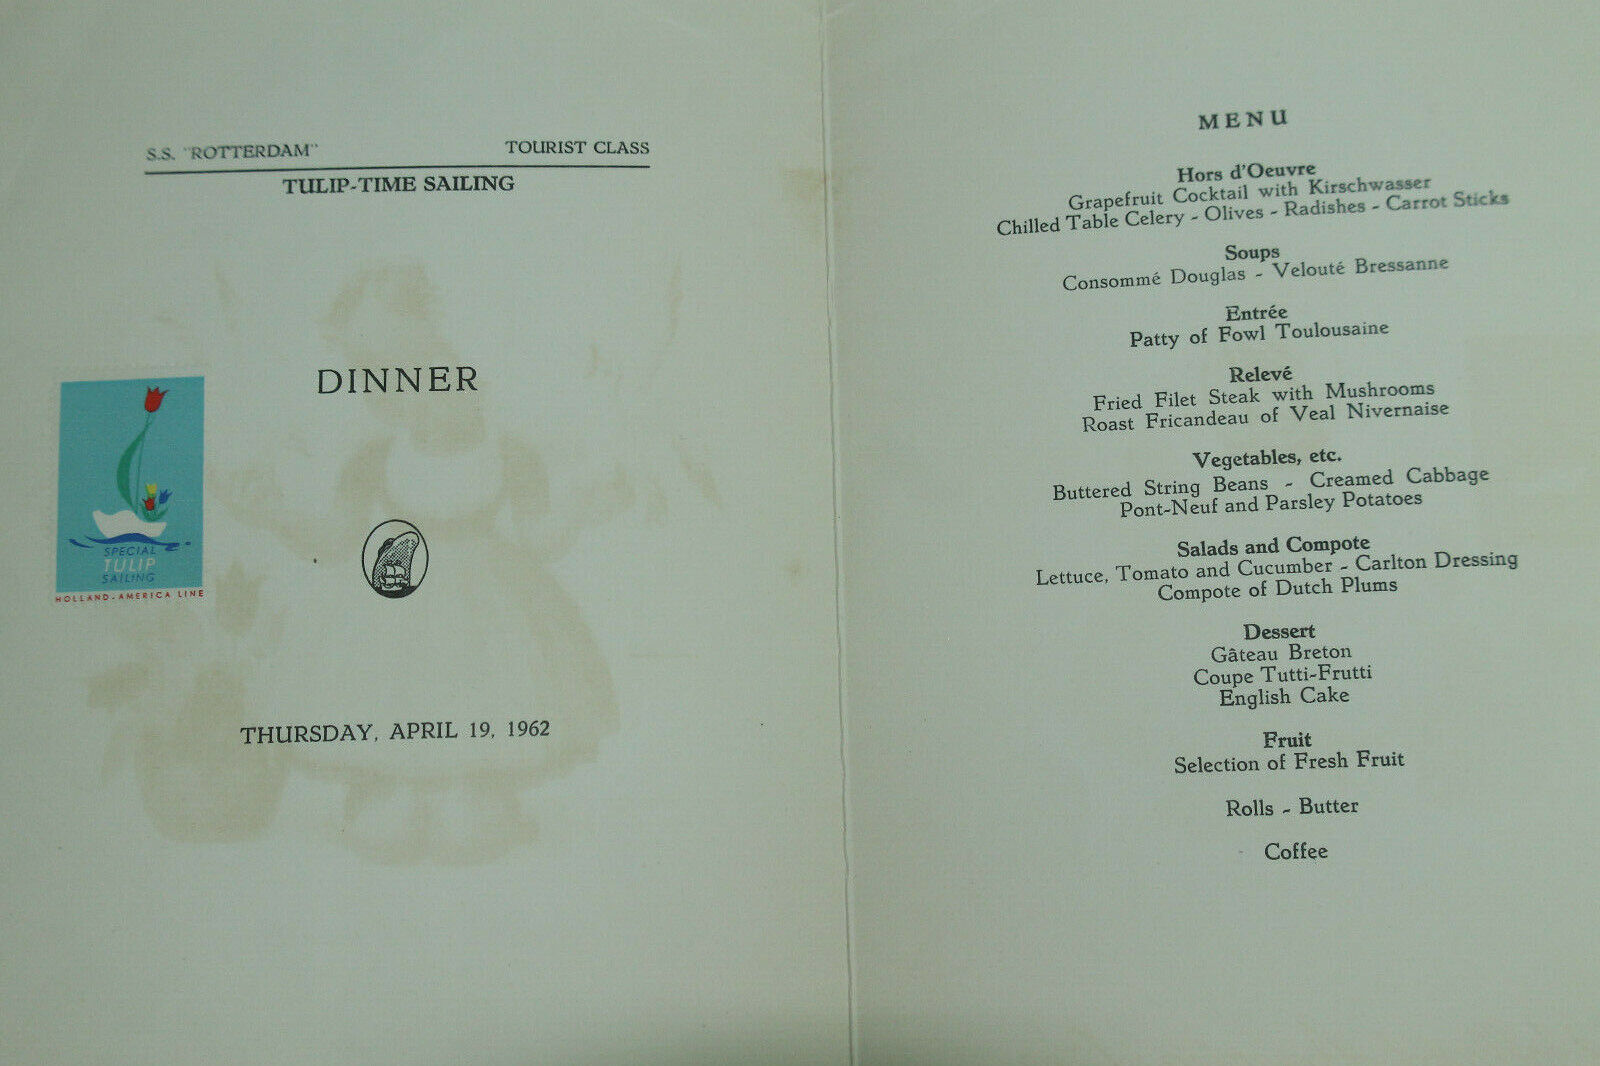 S.S. "ROTTERDAM" TOURIST CLASS
TULIP-TIME SAILING
DINNER
SPECIAL
TULIP
SAILING
HOLLAND-AMERICA LINE
THURSDAY, APRIL 19, 1962
MENU
Hors d'Oeuvre
Grapefruit Cocktail with Kirschwasser
Chilled Table Celery - Olives - Radishes - Carrot Sticks
Soups
Consommé Douglas - Velouté Bressanne
Entrée
Patty of Fowl Toulousaine
Relevé
Fried Filet Steak with Mushrooms
Roast Fricandeau of Veal Nivernaise
Vegetables, etc.
Buttered String Beans - Creamed Cabbage
Pont-Neuf and Parsley Potatoes
Salads and Compote
Lettuce, Tomato and Cucumber - Carlton Dressing
Compote of Dutch Plums
Dessert
Gâteau Breton
Coupe Tutti-Frutti
English Cake
Fruit
Selection of Fresh Fruit
Rolls - Butter
Coffee